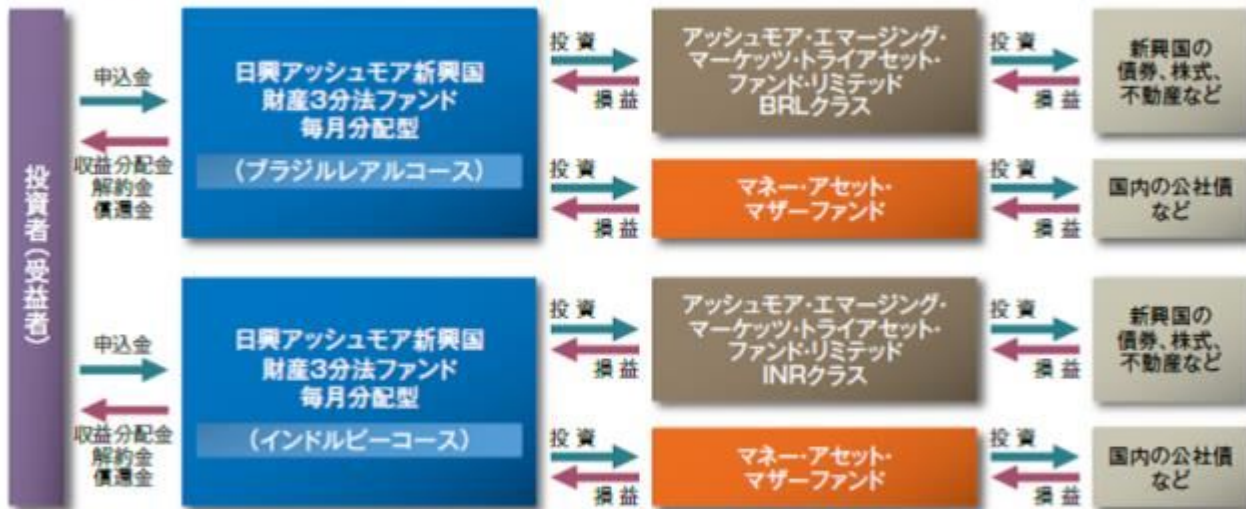 投資者(受益者)
申込金
収益分配金
解約金
償還金
日興アッシュモア新興国
財産3分法ファンド
毎月分配型
(ブラジルレアルコース)
投資
損益
アッシュモア・エマージング・
マーケッツ・トライアセット・
ファンド・リミテッド
BRLクラス
投資
損益
新興国の
債券、株式、
不動産など
投資
損益
マネー・アセット・
マザーファンド
投資
損益
国内の公社債
など
申込金
収益分配金
解約金
償還金
日興アッシュモア新興国
財産3分法ファンド
毎月分配型
(インドルピーコース)
投資
損益
アッシュモア・エマージング・
マーケッツ・トライアセット・
ファンド・リミテッド
INRクラス
投資
損益
新興国の
債券、株式、
不動産など
投資
損益
マネー・アセット・
マザーファンド
投資
損益
国内の公社債
など